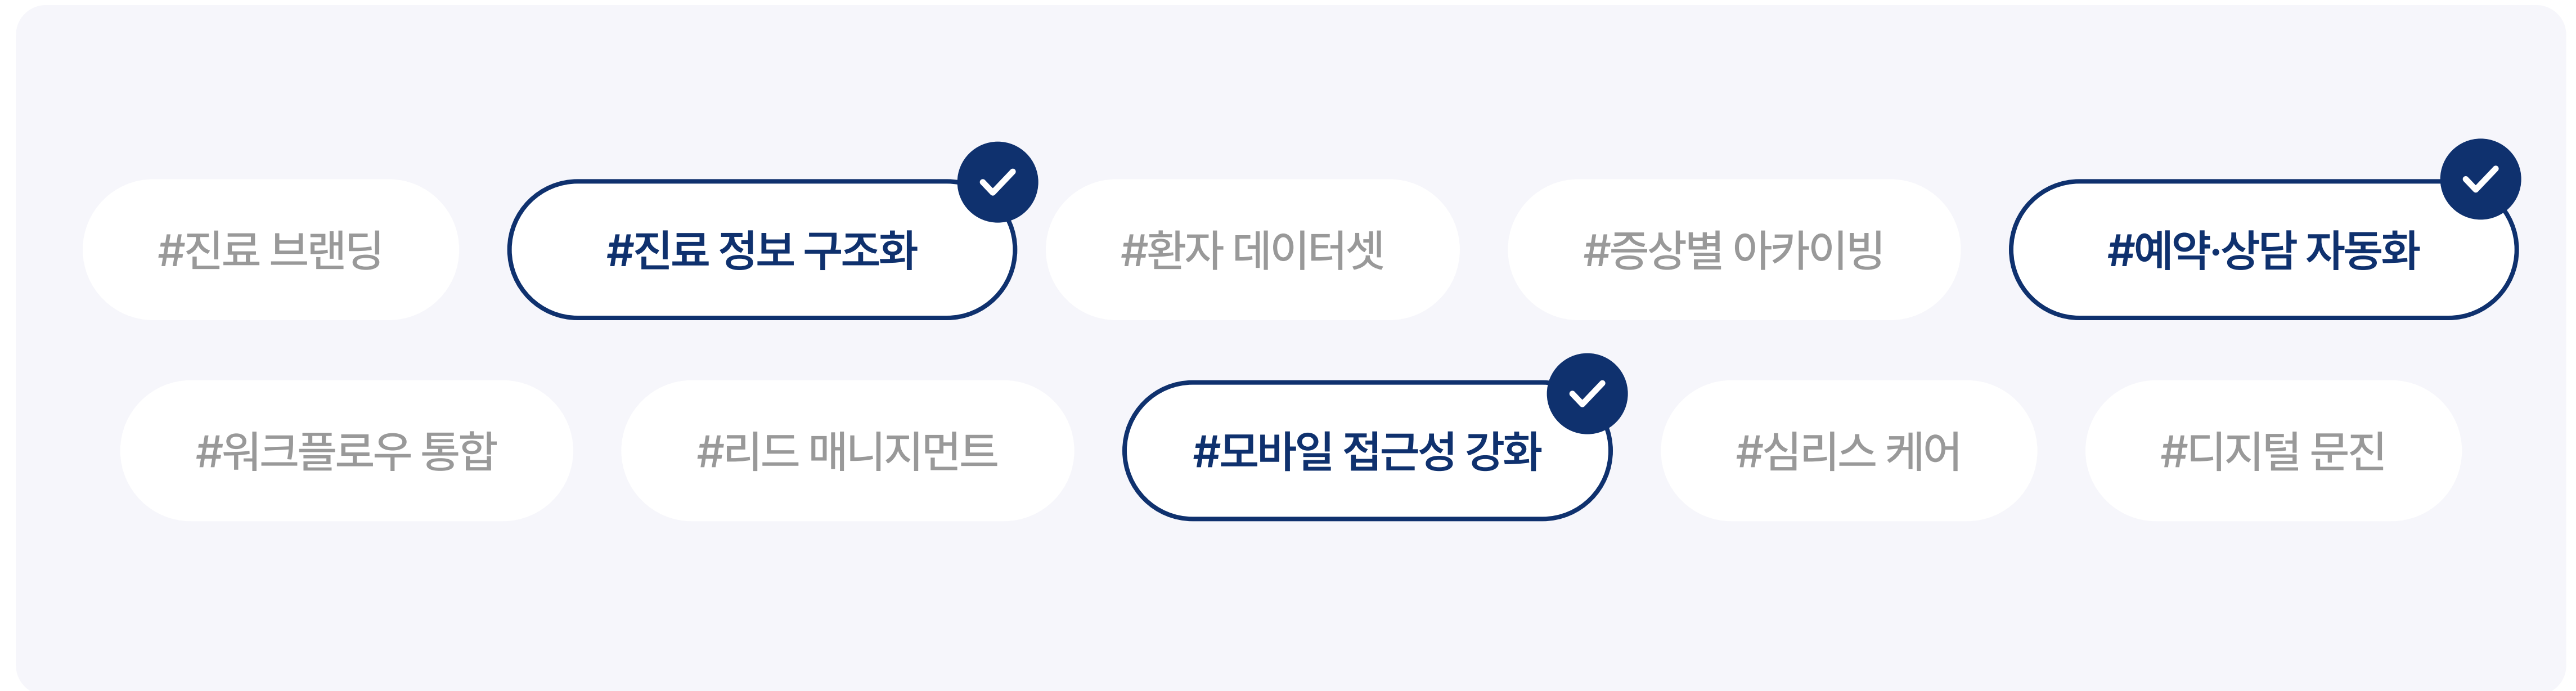 #진료 브랜딩 #진료 정보 구조화 #환자 데이터셋 #증상별 아카이빙 #예약·상담 자동화
#워크플로우 통합 #리드 매니지먼트 #모바일 접근성 강화 #심리스 케어 #디지털 문진